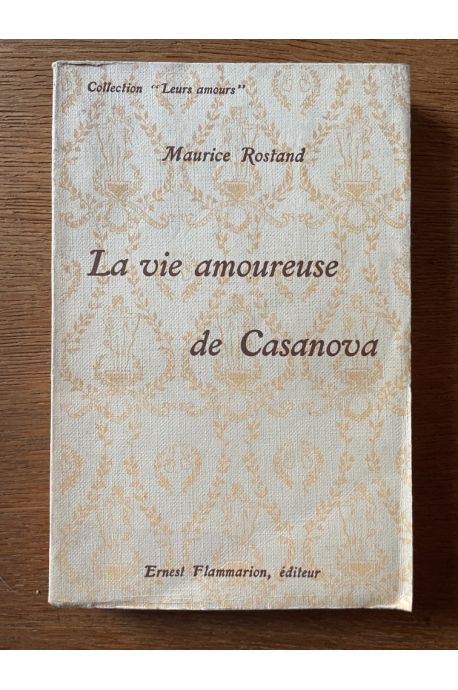 Collection "Leurs amours"
Maurice Rostand
La vie amoureuse
de Casanova
Ernest Flammarion, éditeur